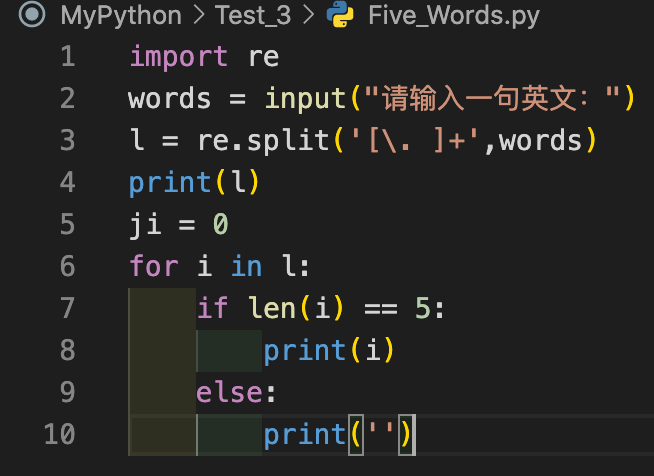 MyPython > Test_3 > Five_Words.py
1 import re
2 words = input("请输入一句英文：")
3 l = re.split('[\. ]+',words)
4 print(l)
5 ji = 0
6 for i in l:
7     if len(i) == 5:
8         print(i)
9     else:
10         print('')